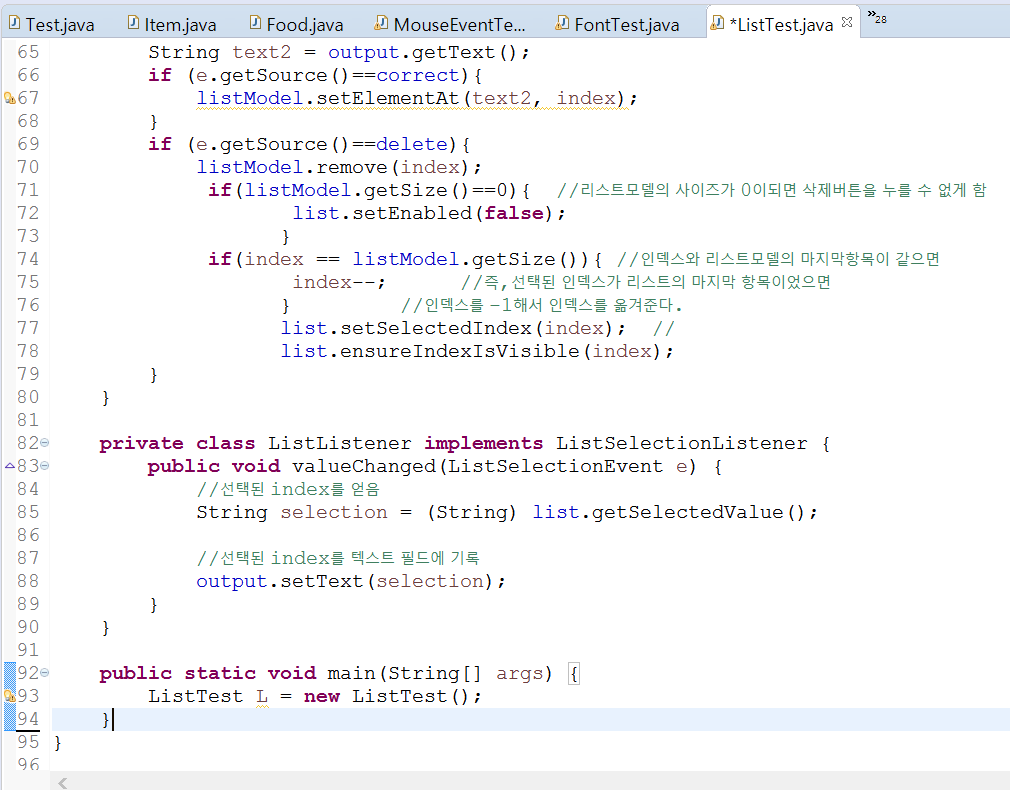 Test.java Item.java Food.java MouseEventTe... FontTest.java *ListTest.java »28
65 String text2 = output.getText();
66 if (e.getSource()==correct){
67 listModel.setElementAt(text2, index);
68 }
69 if (e.getSource()==delete){
70 listModel.remove(index);
71 if(listModel.getSize()==0){ //리스트모델의 사이즈가 0이되면 삭제버튼을 누를 수 없게 함
72 list.setEnabled(false);
73 }
74 if(index == listModel.getSize()){ //인덱스와 리스트모델의 마지막항목이 같으면
75 index--; //즉,선택된 인덱스가 리스트의 마지막 항목이었으면
76 } //인덱스를 -1해서 인덱스를 옮겨준다.
77 list.setSelectedIndex(index); //
78 list.ensureIndexIsVisible(index);
79 }
80 }
81
82 private class ListListener implements ListSelectionListener {
83 public void valueChanged(ListSelectionEvent e) {
84 //선택된 index를 얻음
85 String selection = (String) list.getSelectedValue();
86
87 //선택된 index를 텍스트 필드에 기록
88 output.setText(selection);
89 }
90 }
91
92 public static void main(String[] args) {
93 ListTest L = new ListTest();
94 }
95 }
96